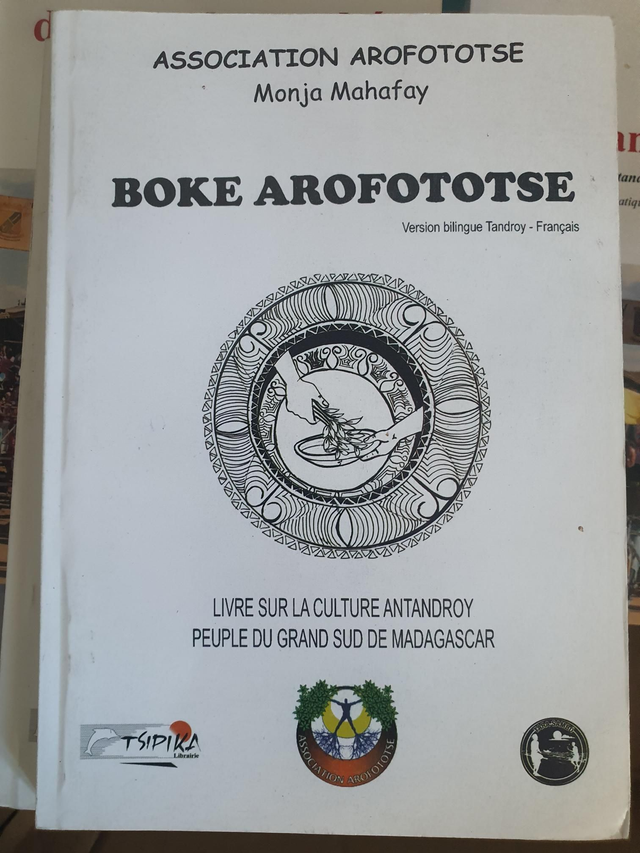 ASSOCIATION AROFOTOTSE
Monja Mahafay
BOKE AROFOTOTSE
Version bilingue Tandroy - Français
LIVRE SUR LA CULTURE ANTANDROY
PEUPLE DU GRAND SUD DE MADAGASCAR
TSIPIKA
Librairie
ASSOCIATION AROFOTOTSE